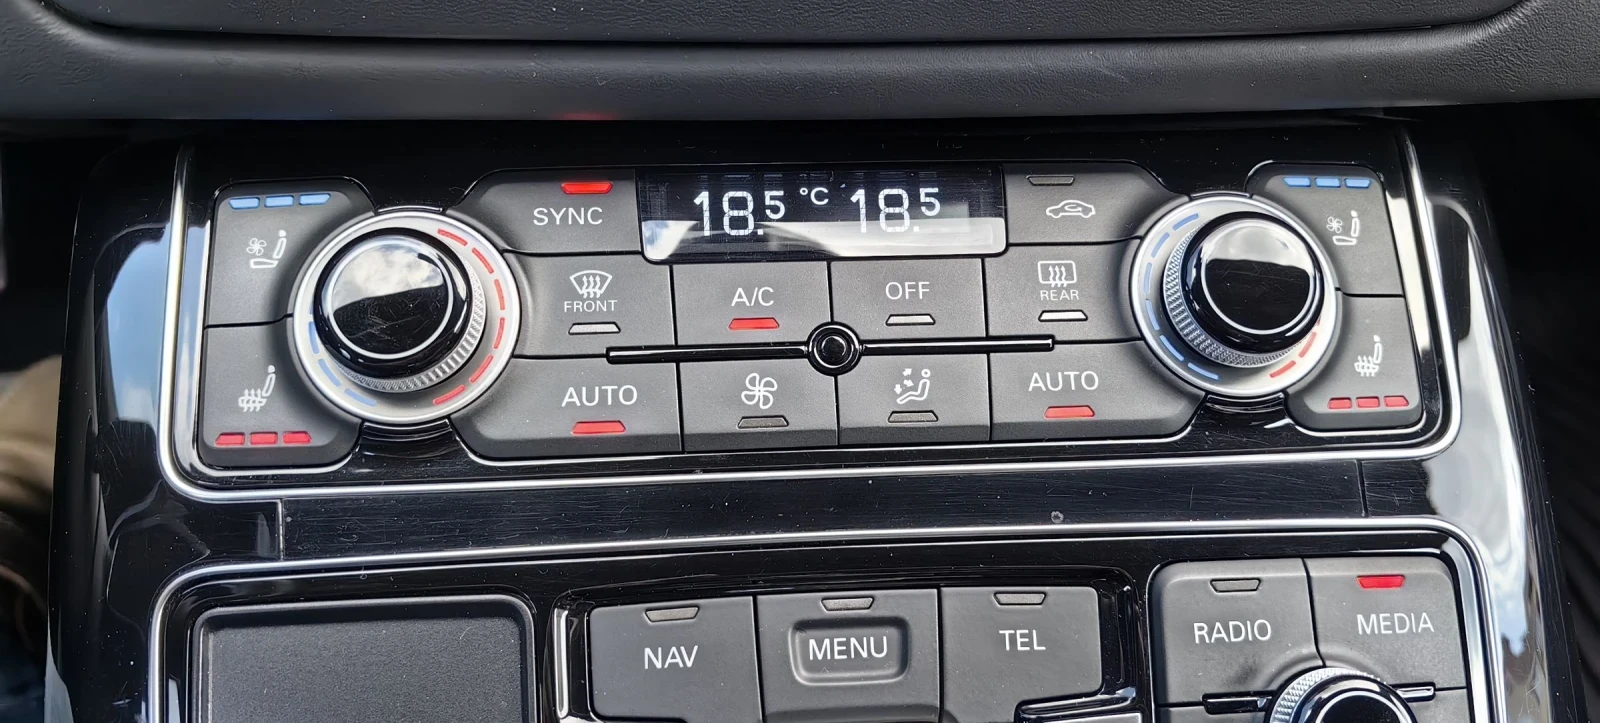 SYNC
18.5 °C 18.5
FRONT
A/C
OFF
REAR
AUTO
AUTO
NAV
MENU
TEL
RADIO
MEDIA